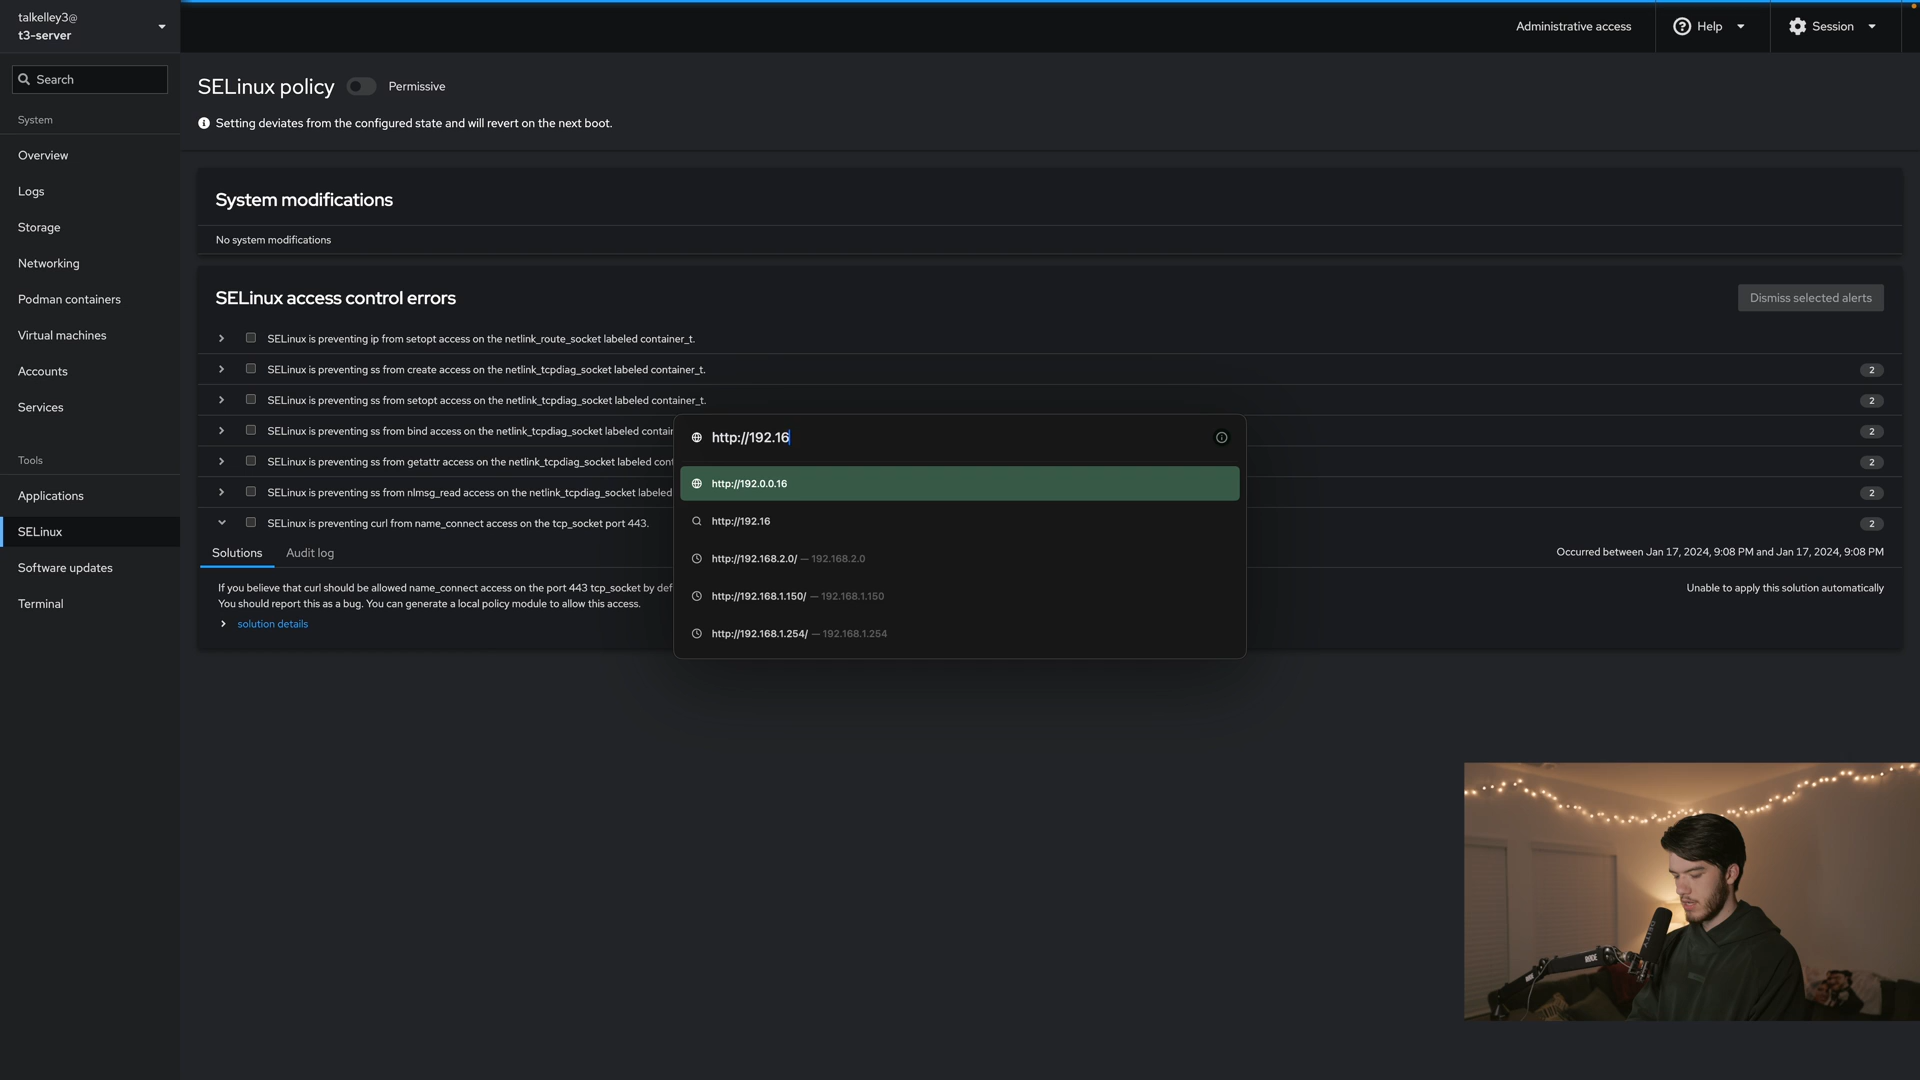 talkelley3@
t3-server
Administrative access
Help
Session
Search
System
Overview
Logs
Storage
Networking
Podman containers
Virtual machines
Accounts
Services
Tools
Applications
SELinux
Software updates
Terminal
SELinux policy
Permissive
Setting deviates from the configured state and will revert on the next boot.
System modifications
No system modifications
SELinux access control errors
Dismiss selected alerts
SELinux is preventing ip from setopt access on the netlink_route_socket labeled container_t.
SELinux is preventing ss from create access on the netlink_tcpdiag_socket labeled container_t.
2
SELinux is preventing ss from setopt access on the netlink_tcpdiag_socket labeled container_t.
2
SELinux is preventing ss from bind access on the netlink_tcpdiag_socket labeled contain
2
SELinux is preventing ss from getattr access on the netlink_tcpdiag_socket labeled cont
2
SELinux is preventing ss from nlmsg_read access on the netlink_tcpdiag_socket labeled
2
SELinux is preventing curl from name_connect access on the tcp_socket port 443.
2
Solutions
Audit log
Occurred between Jan 17, 2024, 9:08 PM and Jan 17, 2024, 9:08 PM
If you believe that curl should be allowed name_connect access on the port 443 tcp_socket by def
You should report this as a bug. You can generate a local policy module to allow this access.
Unable to apply this solution automatically
solution details
http://192.16
http://192.0.0.16
http://192.16
http://192.168.2.0/ — 192.168.2.0
http://192.168.1.150/ — 192.168.1.150
http://192.168.1.254/ — 192.168.1.254
RØDE